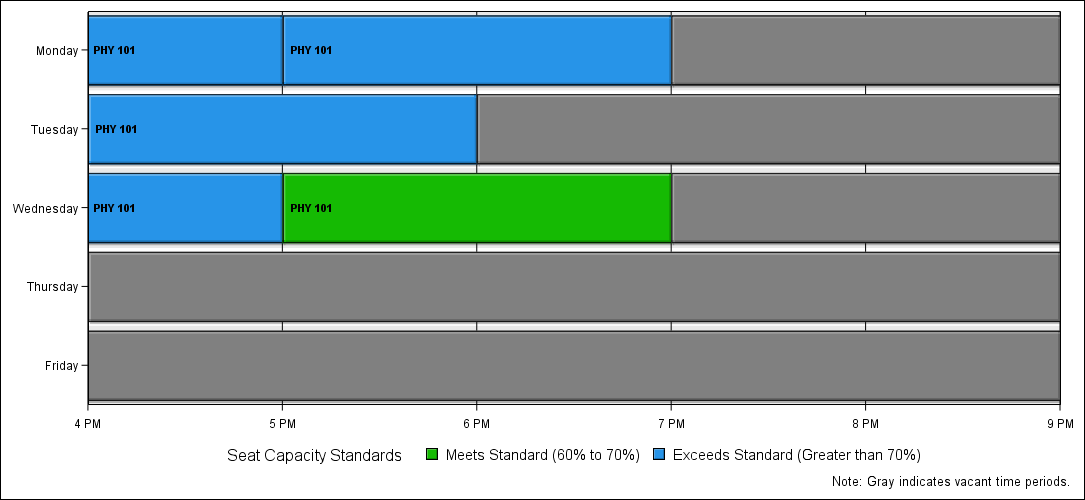 Monday
PHY 101 PHY 101
Tuesday
PHY 101
Wednesday
PHY 101 PHY 101
Thursday
Friday
4 PM 5 PM 6 PM 7 PM 8 PM 9 PM
Seat Capacity Standards Meets Standard (60% to 70%) Exceeds Standard (Greater than 70%)
Note: Gray indicates vacant time periods.